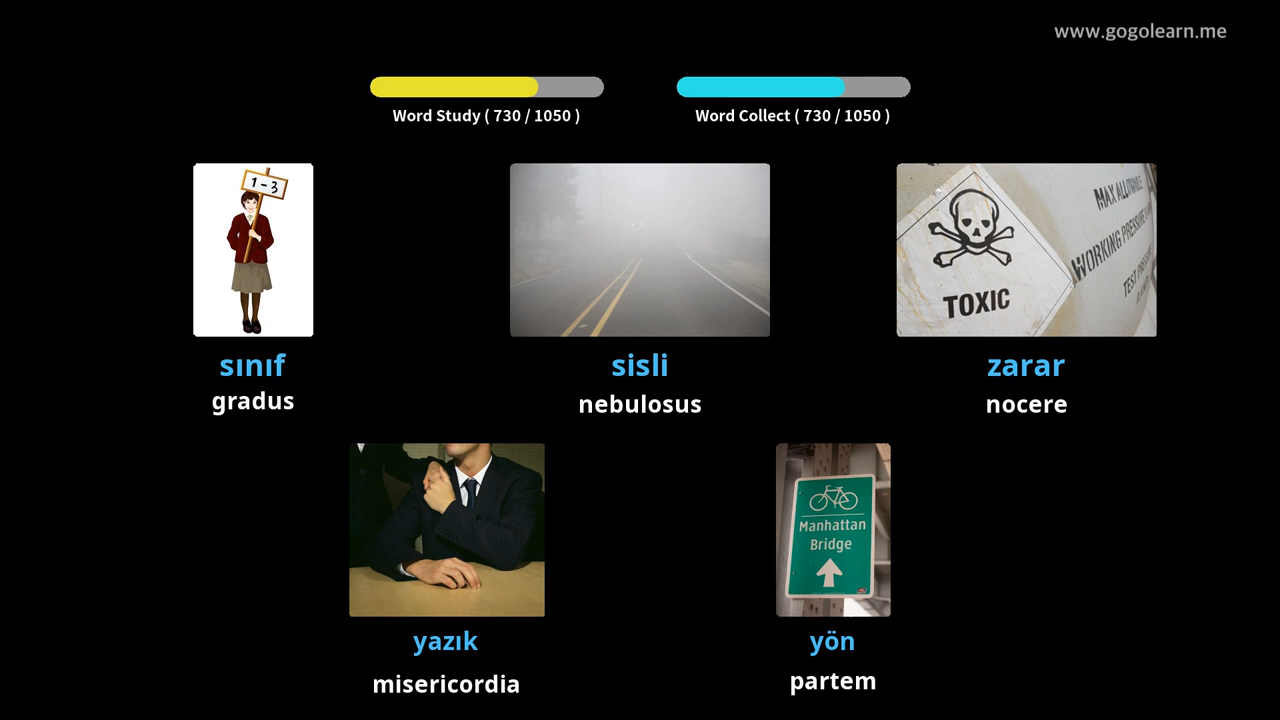 www.gogolearn.me
Word Study ( 730 / 1050 )
Word Collect ( 730 / 1050 )
1-3
TOXIC
MAX ALLOWABLE
WORKING PRESSURE
TEST
sınıf
gradus
sisli
nebulosus
zarar
nocere
Manhattan
Bridge
yazık
misericordia
yön
partem